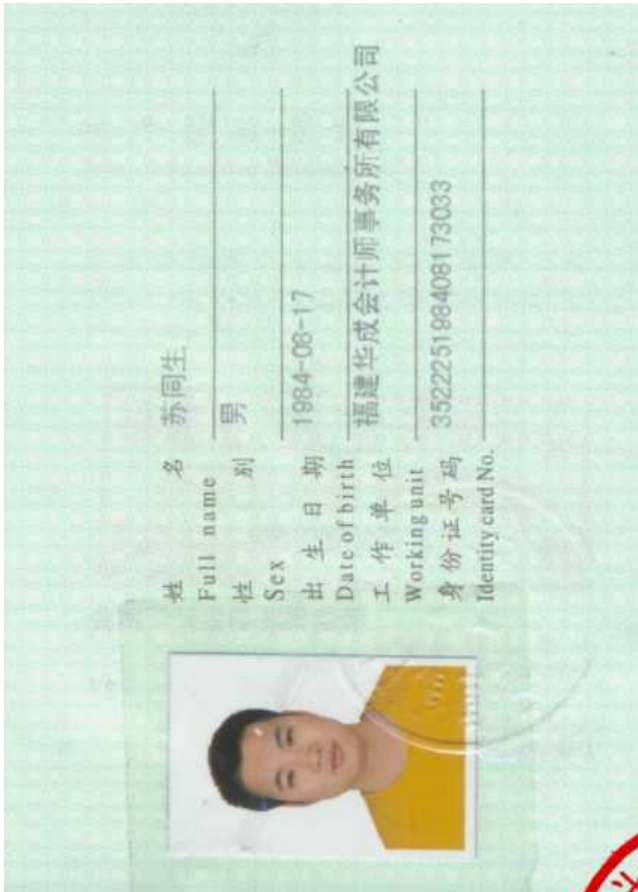 姓 名 苏同生
Full name
性 别 男
Sex
出 生 日 期 1984-08-17
Date of birth
工 作 单 位 福建华成会计师事务所有限公司
Working unit
身 份 证 号 码 352225198408173033
Identity card No.